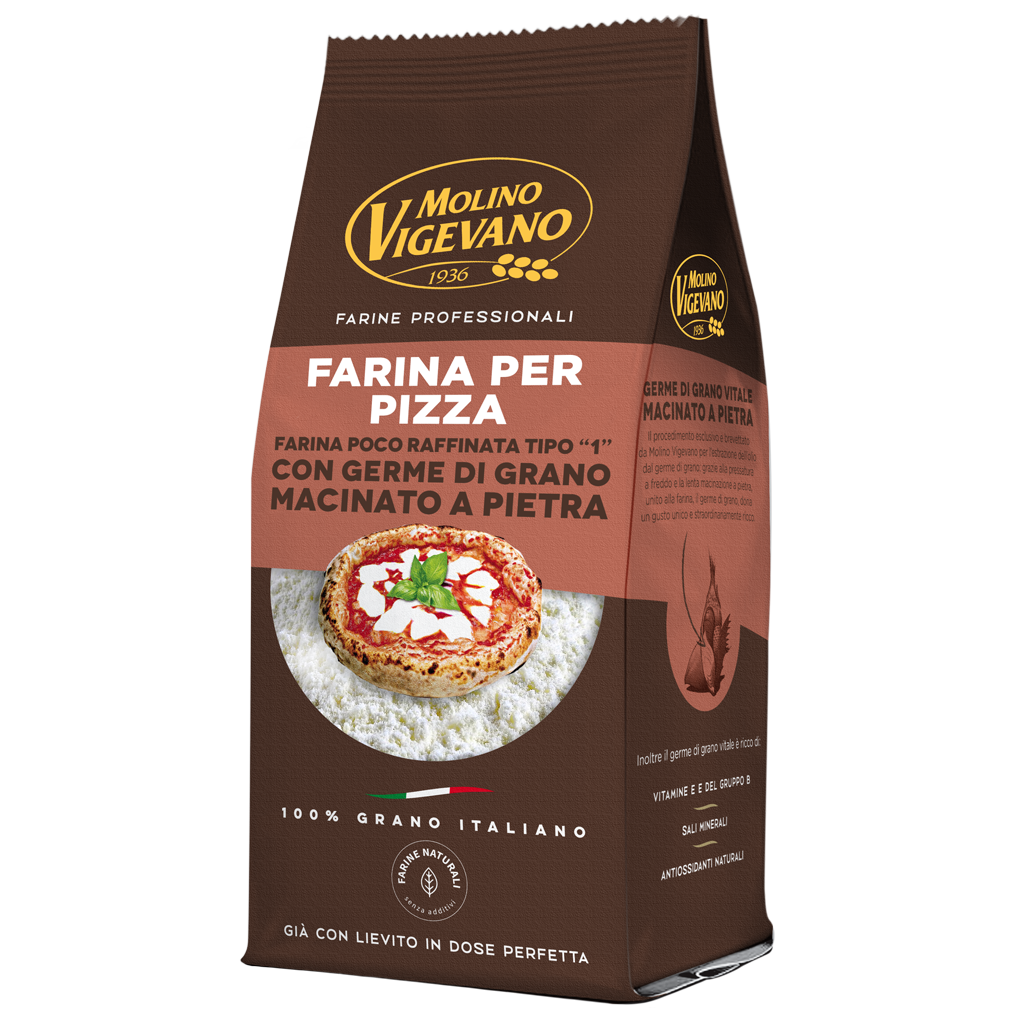 MOLINO
VIGEVANO
1936
FARINE PROFESSIONALI
FARINA PER
PIZZA
FARINA POCO RAFFINATA TIPO “1”
CON GERME DI GRANO
MACINATO A PIETRA
100% GRANO ITALIANO
FARINE NATURALI
senza additivi
GIÀ CON LIEVITO IN DOSE PERFETTA
MOLINO
VIGEVANO
1936
GERME DI GRANO VITALE
MACINATO A PIETRA
Il procedimento esclusivo e brevettato
da Molino Vigevano per l'estrazione dell'olio
dal germe di grano, grazie alla pressatura
a freddo e la lenta macinazione a pietra,
unito alla farina, il germe di grano, dona
un gusto unico e straordinariamente ricco.
Inoltre il germe di grano vitale è ricco di:
VITAMINE E E DEL GRUPPO B
SALI MINERALI
ANTIOSSIDANTI NATURALI